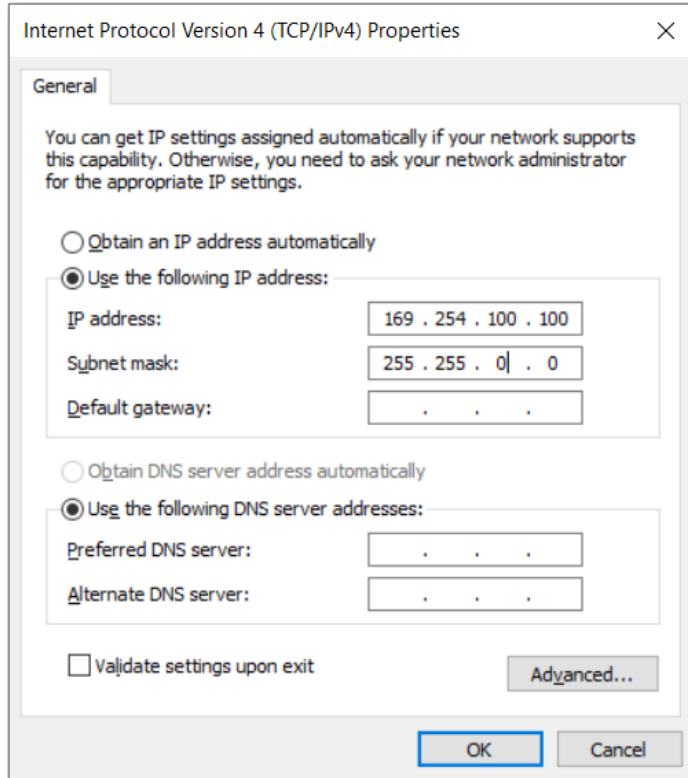 Internet Protocol Version 4 (TCP/IPv4) Properties
General
You can get IP settings assigned automatically if your network supports
this capability. Otherwise, you need to ask your network administrator
for the appropriate IP settings.
Obtain an IP address automatically
Use the following IP address:
IP address: 169 . 254 . 100 . 100
Subnet mask: 255 . 255 . 0 . 0
Default gateway: . . .
Obtain DNS server address automatically
Use the following DNS server addresses:
Preferred DNS server: . . .
Alternate DNS server: . . .
Validate settings upon exit
Advanced...
OK Cancel